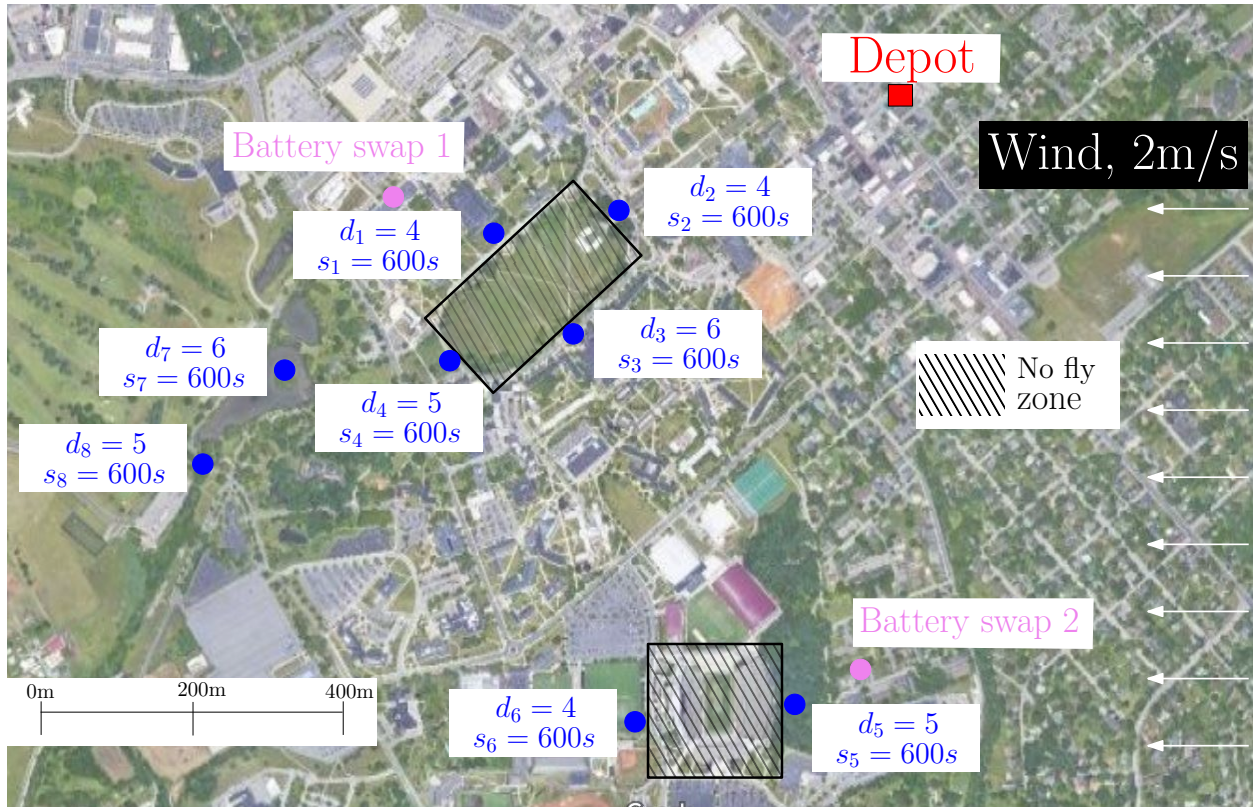 Depot
Battery swap 1
Wind, 2m/s
d₂ = 4
s₂ = 600s
d₁ = 4
s₁ = 600s
d₃ = 6
s₃ = 600s
d₇ = 6
s₇ = 600s
No fly
zone
d₄ = 5
s₄ = 600s
d₈ = 5
s₈ = 600s
Battery swap 2
0m 200m 400m
d₆ = 4
s₆ = 600s
d₅ = 5
s₅ = 600s